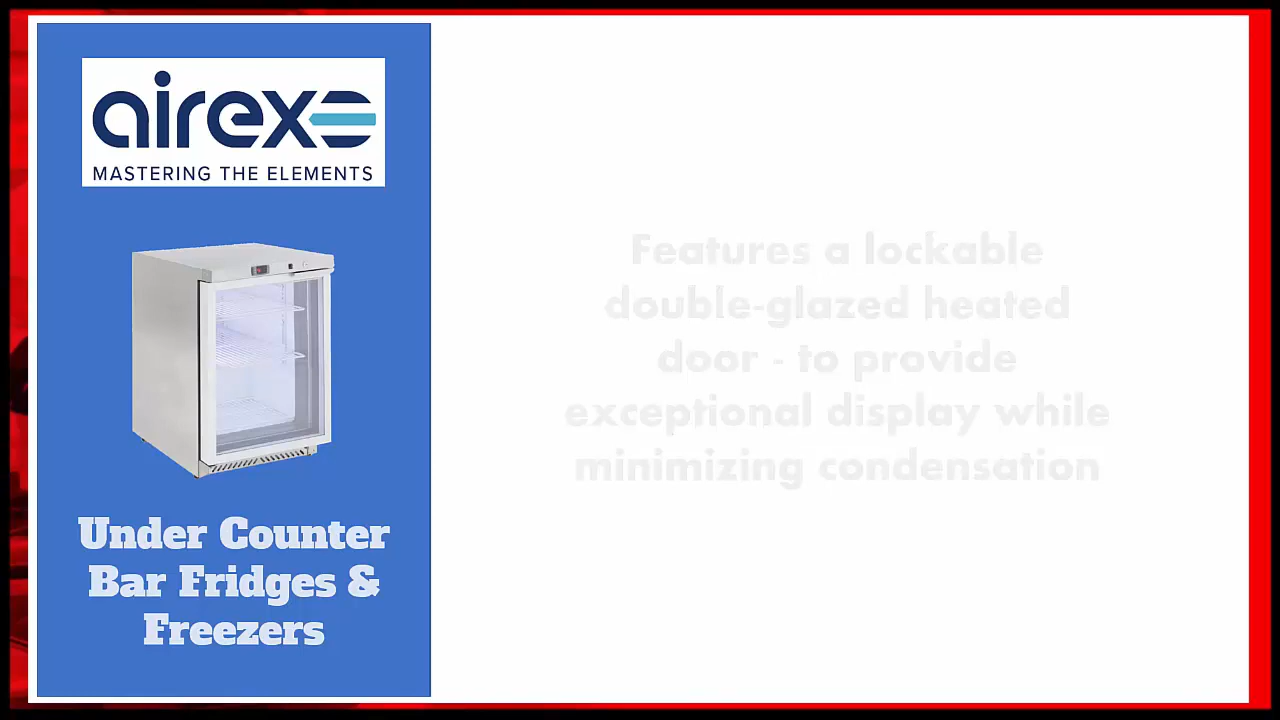 airex
MASTERING THE ELEMENTS
Under Counter
Bar Fridges &
Freezers
Features a lockable
double-glazed heated
door - to provide
exceptional display while
minimizing condensation